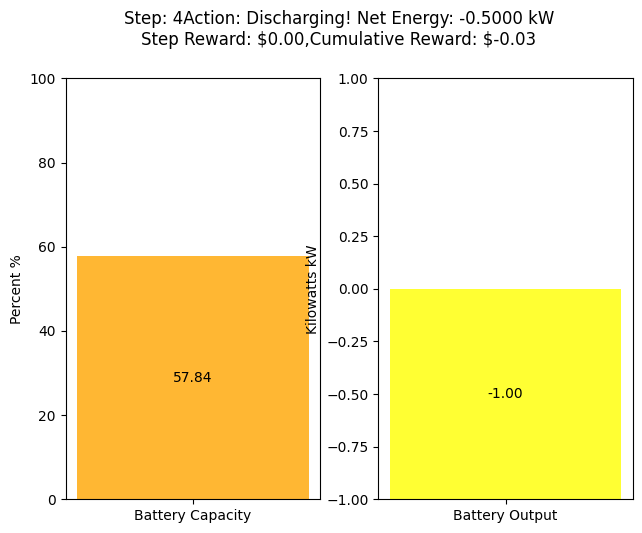 Step: 4Action: Discharging! Net Energy: -0.5000 kW
Step Reward: $0.00,Cumulative Reward: $-0.03
100
80
60
40
20
0
Percent %
57.84
Battery Capacity
1.00
0.75
0.50
0.25
0.00
−0.25
−0.50
−0.75
−1.00
Kilowatts kW
-1.00
Battery Output